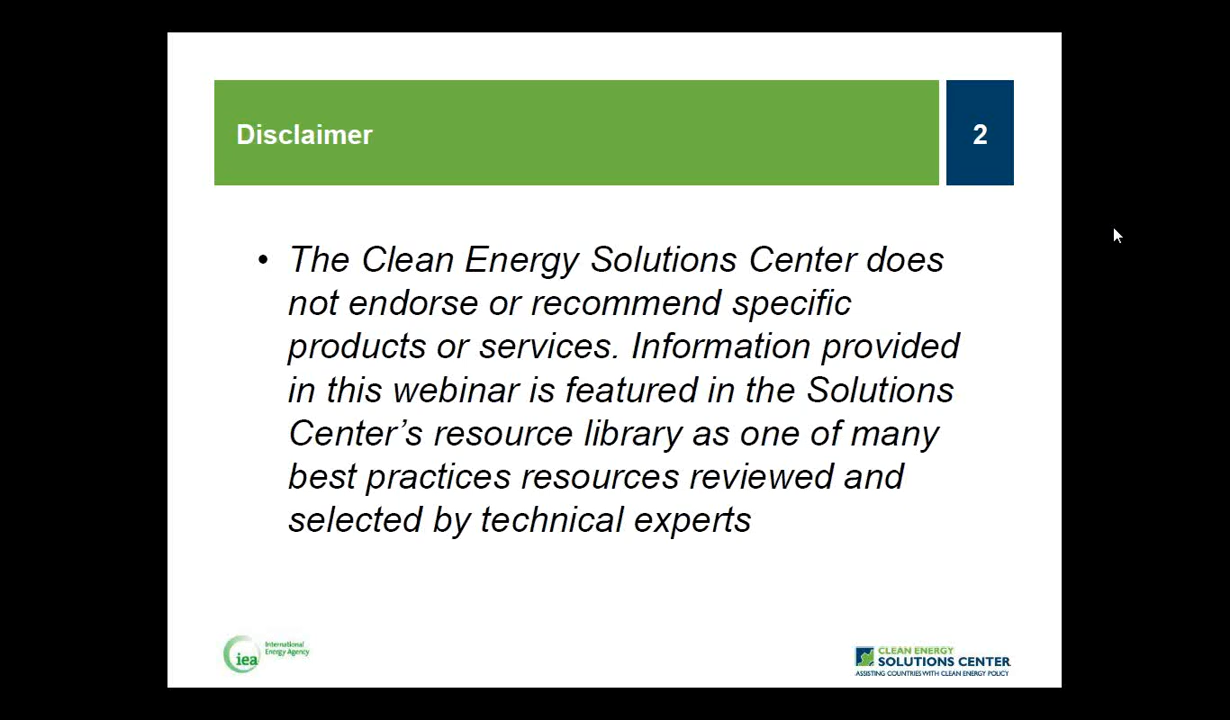 Disclaimer
2
• The Clean Energy Solutions Center does
not endorse or recommend specific
products or services. Information provided
in this webinar is featured in the Solutions
Center’s resource library as one of many
best practices resources reviewed and
selected by technical experts
iea
International
Energy Agency
CLEAN ENERGY
SOLUTIONS CENTER
ASSISTING COUNTRIES WITH CLEAN ENERGY POLICY